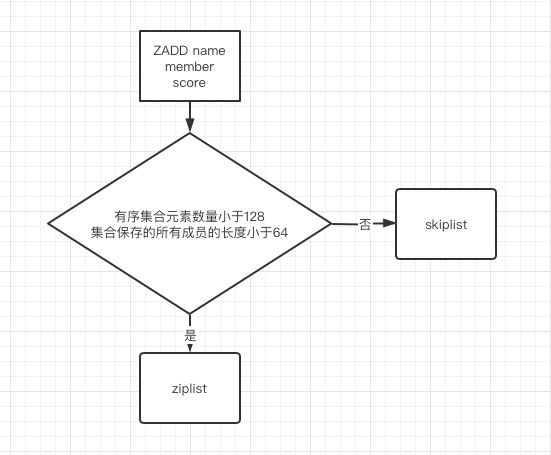 ZADD name
member
score
有序集合元素数量小于128
集合保存的所有成员的长度小于64
否
skiplist
是
ziplist